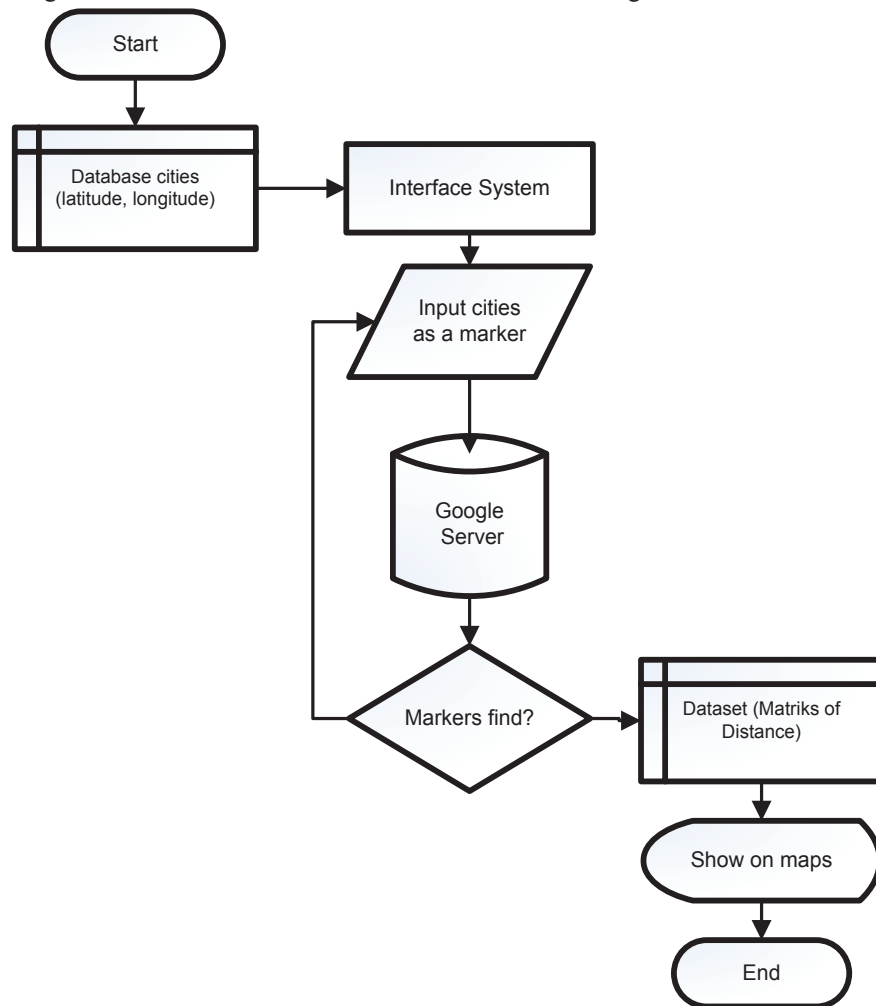 Start
Database cities
(latitude, longitude)
Interface System
Input cities
as a marker
Google
Server
Markers find?
Dataset (Matriks of
Distance)
Show on maps
End